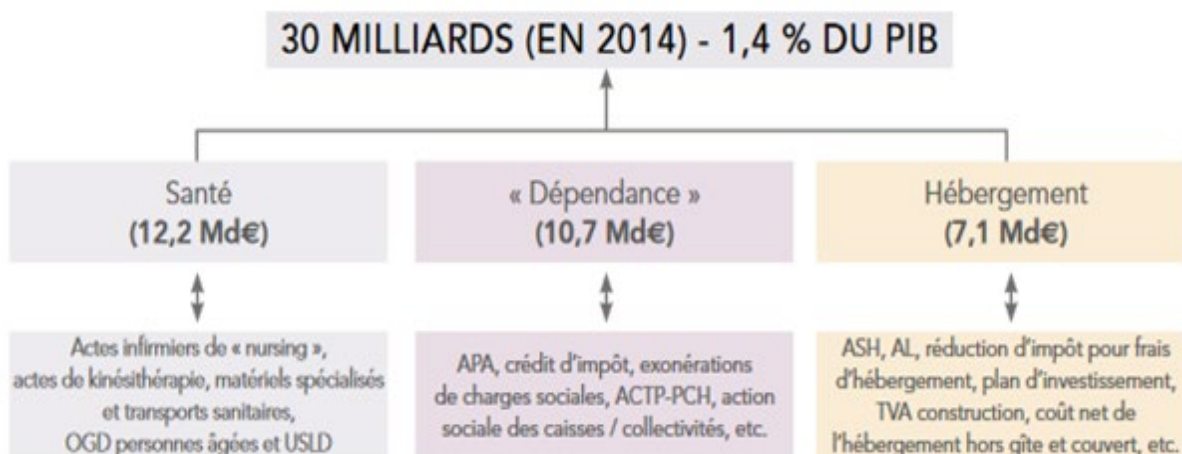 30 MILLIARDS (EN 2014) - 1,4 % DU PIB
Santé
(12,2 Md€)
« Dépendance »
(10,7 Md€)
Hébergement
(7,1 Md€)
Actes infirmiers de « nursing »,
actes de kinésithérapie, matériels spécialisés
et transports sanitaires,
OGD personnes âgées et USLD
APA, crédit d'impôt, exonérations
de charges sociales, ACTP-PCH, action
sociale des caisses / collectivités, etc.
ASH, AL, réduction d'impôt pour frais
d'hébergement, plan d'investissement,
TVA construction, coût net de
l'hébergement hors gîte et couvert, etc.